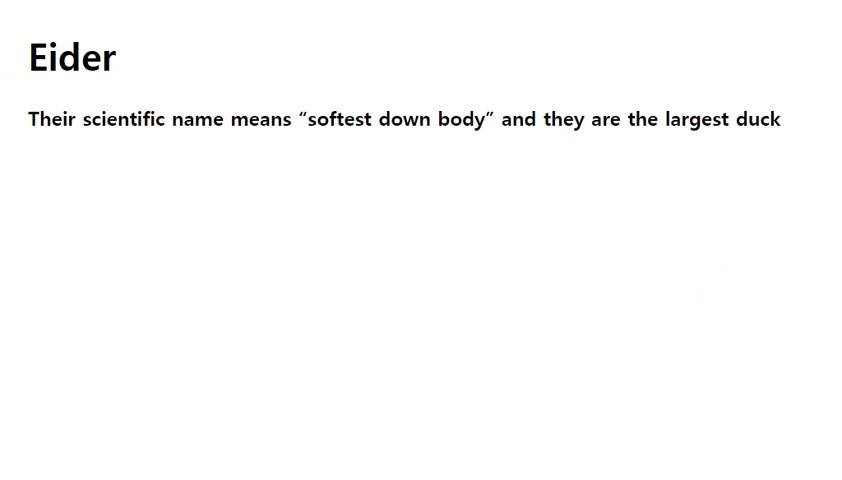 Eider
Their scientific name means “softest down body” and they are the largest duck